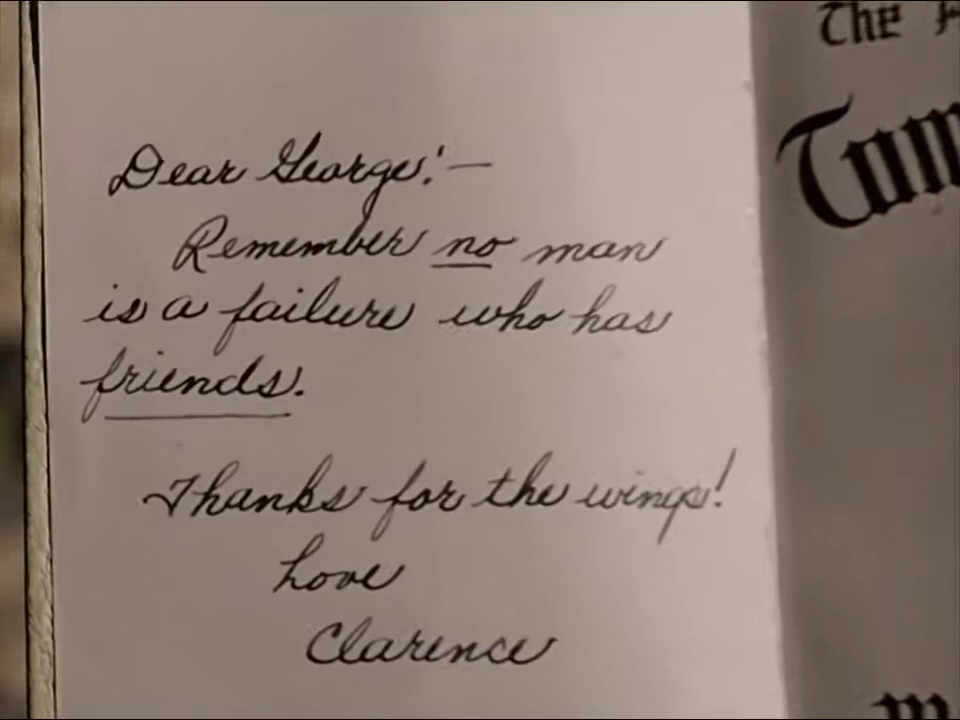 Dear George:—
Remember no man
is a failure who has
friends.
Thanks for the wings!
Love
Clarence
The
Tom